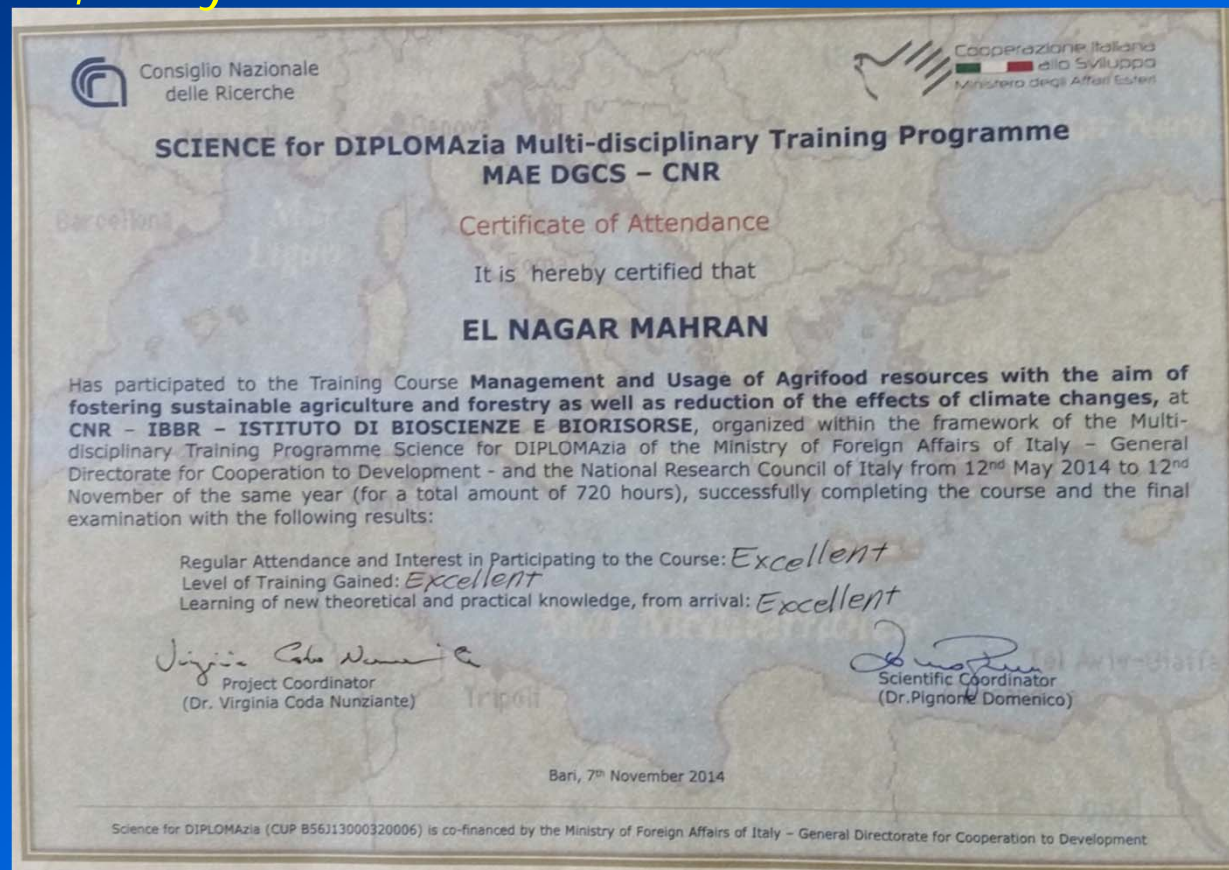 Consiglio Nazionale
delle Ricerche
Cooperazione Italiana
allo Sviluppo
Ministero degli Affari Esteri
SCIENCE for DIPLOMAzia Multi-disciplinary Training Programme
MAE DGCS – CNR
Certificate of Attendance
It is hereby certified that
EL NAGAR MAHRAN
Has participated to the Training Course Management and Usage of Agrifood resources with the aim of
fostering sustainable agriculture and forestry as well as reduction of the effects of climate changes, at
CNR – IBBR – ISTITUTO DI BIOSCIENZE E BIORISORSE, organized within the framework of the Multi-
disciplinary Training Programme Science for DIPLOMAzia of the Ministry of Foreign Affairs of Italy – General
Directorate for Cooperation to Development - and the National Research Council of Italy from 12nd May 2014 to 12nd
November of the same year (for a total amount of 720 hours), successfully completing the course and the final
examination with the following results:
Regular Attendance and Interest in Participating to the Course: Excellent
Level of Training Gained: Excellent
Learning of new theoretical and practical knowledge, from arrival: Excellent
Project Coordinator
(Dr. Virginia Coda Nunziante)
Scientific Coordinator
(Dr.Pignone Domenico)
Bari, 7th November 2014
Science for DIPLOMAzia (CUP B56J13000320006) is co-financed by the Ministry of Foreign Affairs of Italy – General Directorate for Cooperation to Development
Barcellona
Tripoli
Tel Aviv-Giaffa